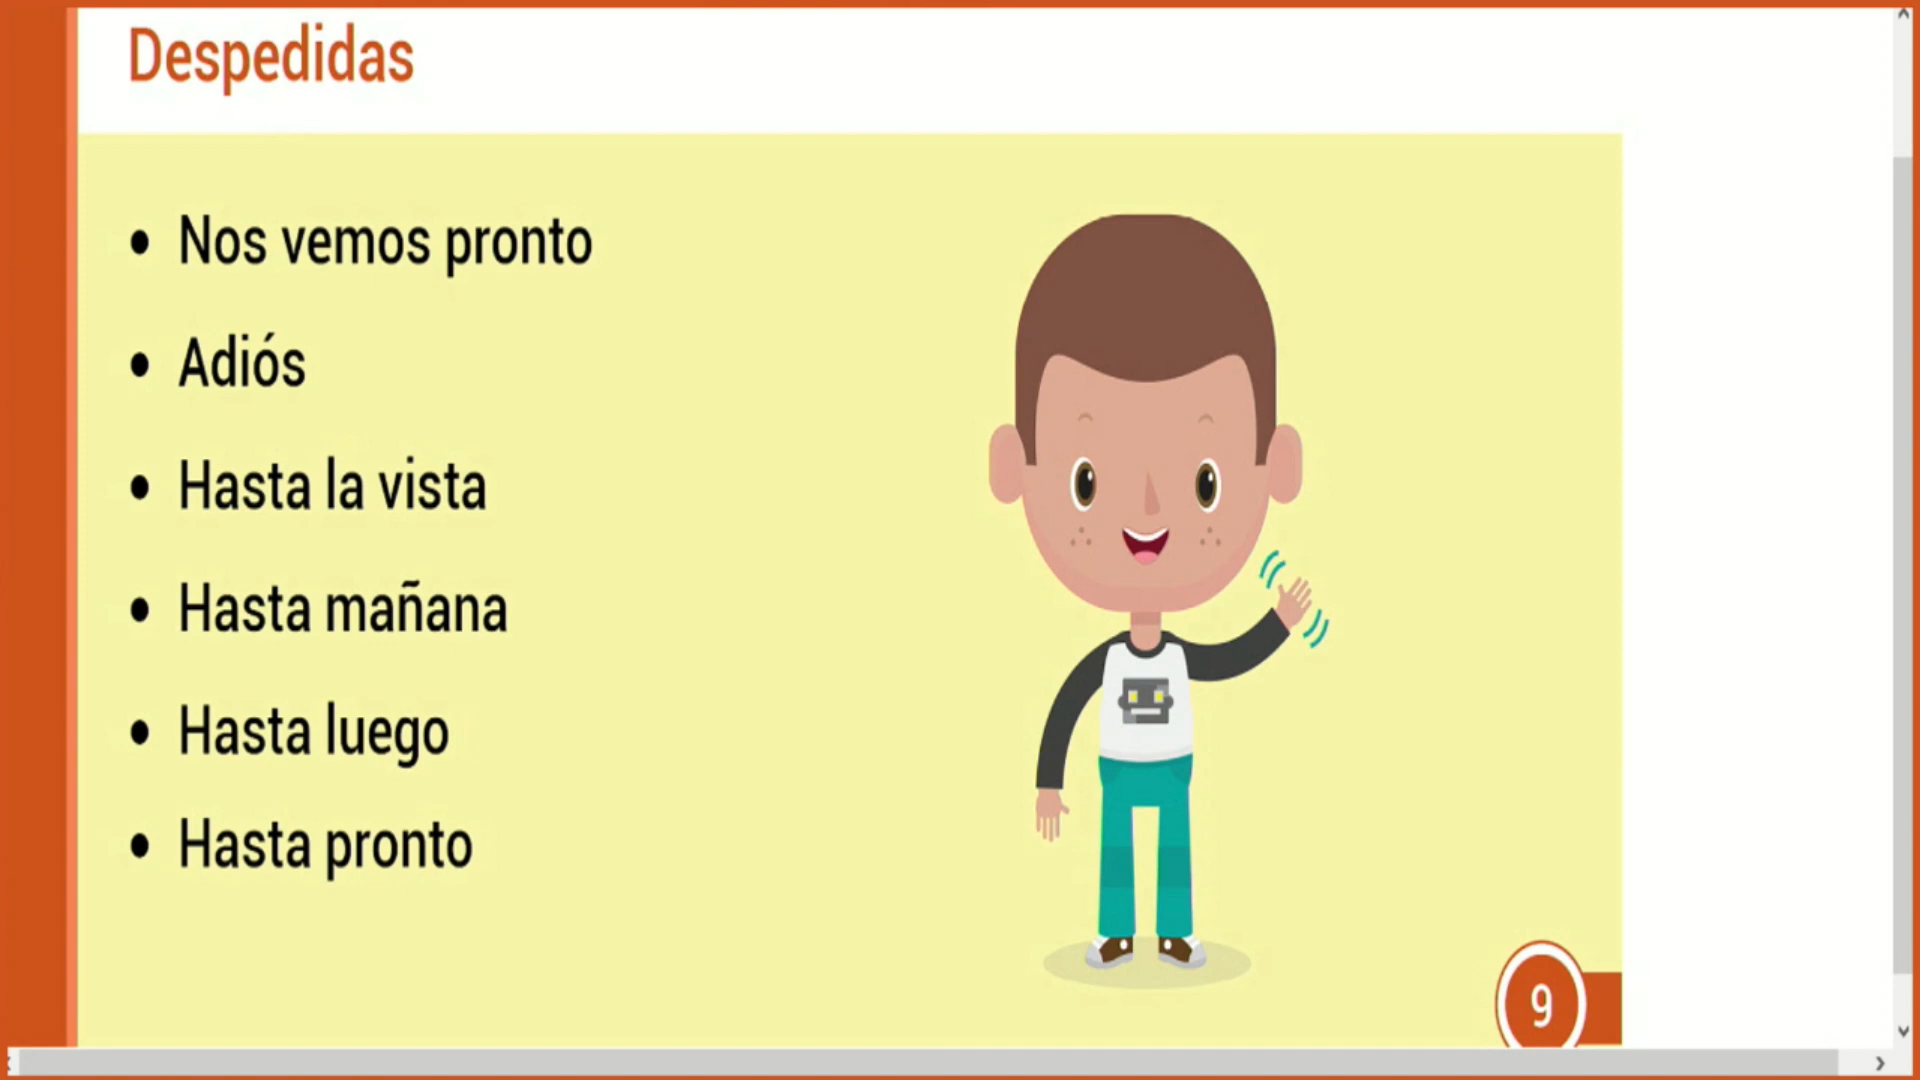 Despedidas
• Nos vemos pronto
• Adiós
• Hasta la vista
• Hasta mañana
• Hasta luego
• Hasta pronto
9